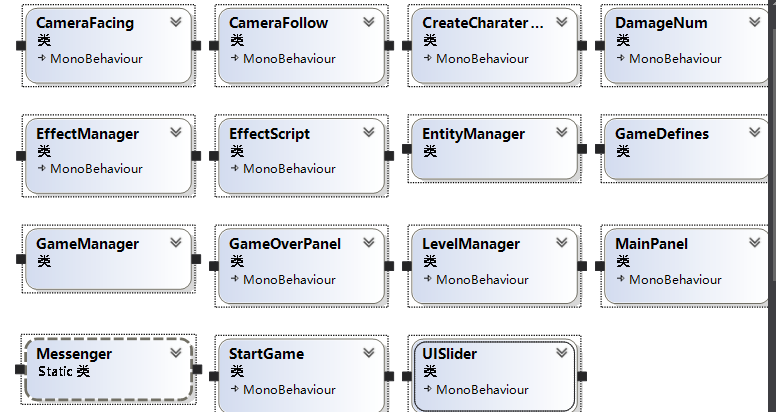 CameraFacing
类
MonoBehaviour
CameraFollow
类
MonoBehaviour
CreateCharater ...
类
MonoBehaviour
DamageNum
类
MonoBehaviour
EffectManager
类
MonoBehaviour
EffectScript
类
MonoBehaviour
EntityManager
类
GameDefines
类
GameManager
类
GameOverPanel
类
MonoBehaviour
LevelManager
类
MonoBehaviour
MainPanel
类
MonoBehaviour
Messenger
Static 类
StartGame
类
MonoBehaviour
UISlider
类
MonoBehaviour